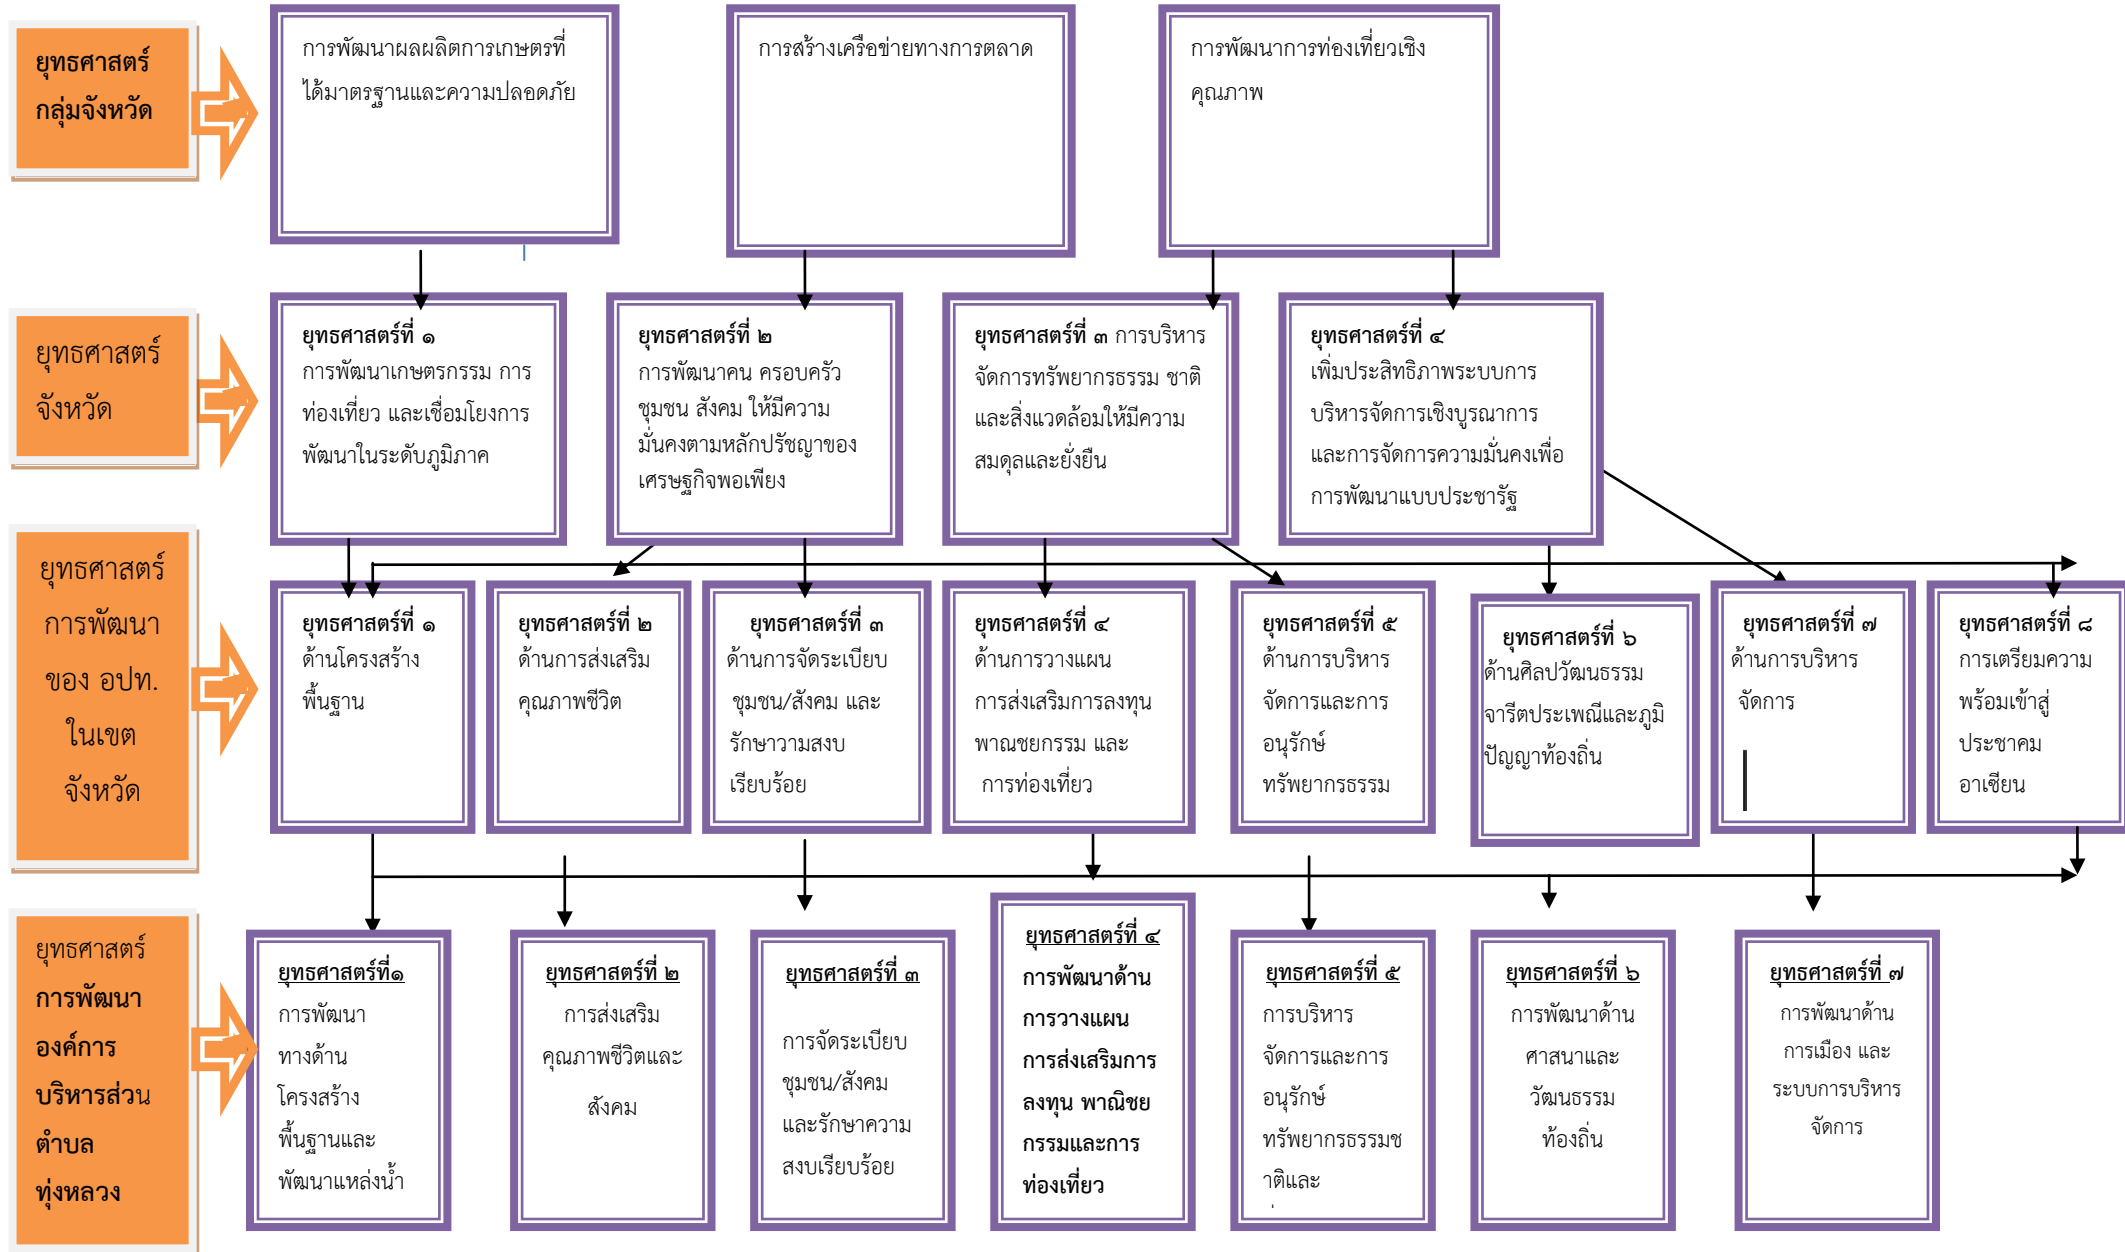 ยุทธศาสตร์
กลุ่มจังหวัด
การพัฒนาผลผลิตการเกษตรที่
ได้มาตรฐานและความปลอดภัย
การสร้างเครือข่ายทางการตลาด
การพัฒนาการท่องเที่ยวเชิง
คุณภาพ
ยุทธศาสตร์
จังหวัด
ยุทธศาสตร์ที่ ๑
การพัฒนาเกษตรกรรม การ
ท่องเที่ยว และเชื่อมโยงการ
พัฒนาในระดับภูมิภาค
ยุทธศาสตร์ที่ ๒
การพัฒนาคน ครอบครัว
ชุมชน สังคม ให้มีความ
มั่นคงตามหลักปรัชญาของ
เศรษฐกิจพอเพียง
ยุทธศาสตร์ที่ ๓ การบริหาร
จัดการทรัพยากรธรรม ชาติ
และสิ่งแวดล้อมให้มีความ
สมดุลและยั่งยืน
ยุทธศาสตร์ที่ ๔
เพิ่มประสิทธิภาพระบบการ
บริหารจัดการเชิงบูรณาการ
และการจัดการความมั่นคงเพื่อ
การพัฒนาแบบประชารัฐ
ยุทธศาสตร์
การพัฒนา
ของ อปท.
ในเขต
จังหวัด
ยุทธศาสตร์ที่ ๑
ด้านโครงสร้าง
พื้นฐาน
ยุทธศาสตร์ที่ ๒
ด้านการส่งเสริม
คุณภาพชีวิต
ยุทธศาสตร์ที่ ๓
ด้านการจัดระเบียบ
ชุมชน/สังคม และ
รักษาวามสงบ
เรียบร้อย
ยุทธศาสตร์ที่ ๔
ด้านการวางแผน
การส่งเสริมการลงทุน
พาณชยกรรม และ
การท่องเที่ยว
ยุทธศาสตร์ที่ ๕
ด้านการบริหาร
จัดการและการ
อนุรักษ์
ทรัพยากรธรรม
ยุทธศาสตร์ที่ ๖
ด้านศิลปวัฒนธรรม
จารีตประเพณีและภูมิ
ปัญญาท้องถิ่น
ยุทธศาสตร์ที่ ๗
ด้านการบริหาร
จัดการ
ยุทธศาสตร์ที่ ๘
การเตรียมความ
พร้อมเข้าสู่
ประชาคม
อาเซียน
ยุทธศาสตร์
การพัฒนา
องค์การ
บริหารส่วน
ตำบล
ทุ่งหลวง
ยุทธศาสตร์ที่๑
การพัฒนา
ทางด้าน
โครงสร้าง
พื้นฐานและ
พัฒนาแหล่งน้ำ
ยุทธศาสตร์ที่ ๒
การส่งเสริม
คุณภาพชีวิตและ
สังคม
ยุทธศาสตร์ที่ ๓
การจัดระเบียบ
ชุมชน/สังคม
และรักษาความ
สงบเรียบร้อย
ยุทธศาสตร์ที่ ๔
การพัฒนาด้าน
การวางแผน
การส่งเสริมการ
ลงทุน พาณิชย
กรรมและการ
ท่องเที่ยว
ยุทธศาสตร์ที่ ๕
การบริหาร
จัดการและการ
อนุรักษ์
ทรัพยากรธรรมช
าติและ
ยุทธศาสตร์ที่ ๖
การพัฒนาด้าน
ศาสนาและ
วัฒนธรรม
ท้องถิ่น
ยุทธศาสตร์ที่ ๗
การพัฒนาด้าน
การเมือง และ
ระบบการบริหาร
จัดการ